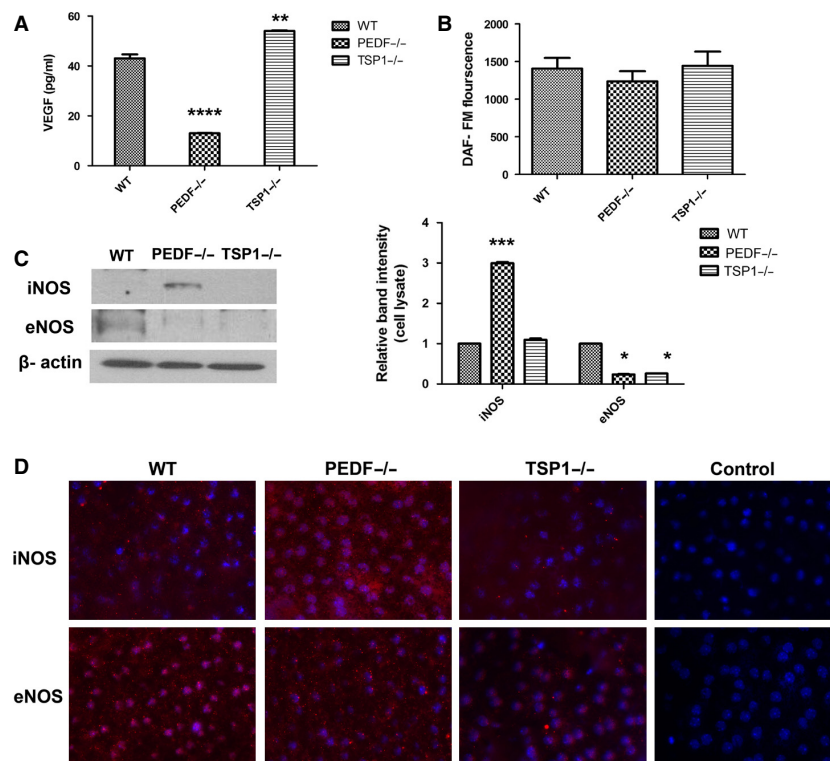 A
VEGF (pg/ml)
60
40
20
0
**
****
WT
PEDF−/−
TSP1−/−
WT
PEDF−/−
TSP1−/−
B
DAF- FM flourscence
2000
1500
1000
500
0
WT
PEDF−/−
TSP1−/−
C
WT PEDF−/− TSP1−/−
iNOS
eNOS
β- actin
Relative band intensity
(cell lysate)
4
3
2
1
0
***
*
*
iNOS
eNOS
WT
PEDF−/−
TSP1−/−
D
WT PEDF−/− TSP1−/− Control
iNOS
eNOS